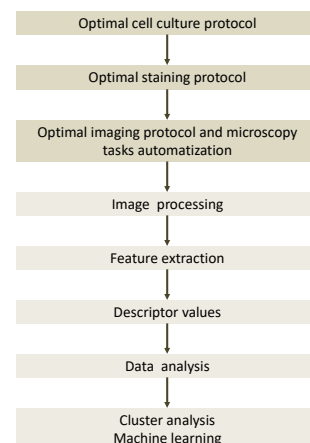 Optimal cell culture protocol
Optimal staining protocol
Optimal imaging protocol and microscopy
tasks automatization
Image processing
Feature extraction
Descriptor values
Data analysis
Cluster analysis
Machine learning